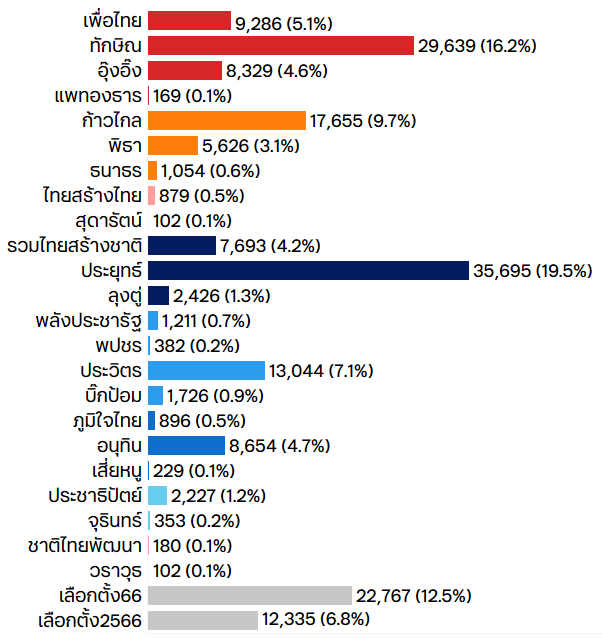 เพื่อไทย 9,286 (5.1%)
ทักษิณ 29,639 (16.2%)
อุ๊งอิ๊ง 8,329 (4.6%)
แพทองธาร 169 (0.1%)
ก้าวไกล 17,655 (9.7%)
พิธา 5,626 (3.1%)
ธนาธร 1,054 (0.6%)
ไทยสร้างไทย 879 (0.5%)
สุดารัตน์ 102 (0.1%)
รวมไทยสร้างชาติ 7,693 (4.2%)
ประยุทธ์ 35,695 (19.5%)
ลุงตู่ 2,426 (1.3%)
พลังประชารัฐ 1,211 (0.7%)
พปชร 382 (0.2%)
ประวิตร 13,044 (7.1%)
บิ๊กป้อม 1,726 (0.9%)
ภูมิใจไทย 896 (0.5%)
อนุทิน 8,654 (4.7%)
เสี่ยหนู 229 (0.1%)
ประชาธิปัตย์ 2,227 (1.2%)
จุรินทร์ 353 (0.2%)
ชาติไทยพัฒนา 180 (0.1%)
วราวุธ 102 (0.1%)
เลือกตั้ง66 22,767 (12.5%)
เลือกตั้ง2566 12,335 (6.8%)